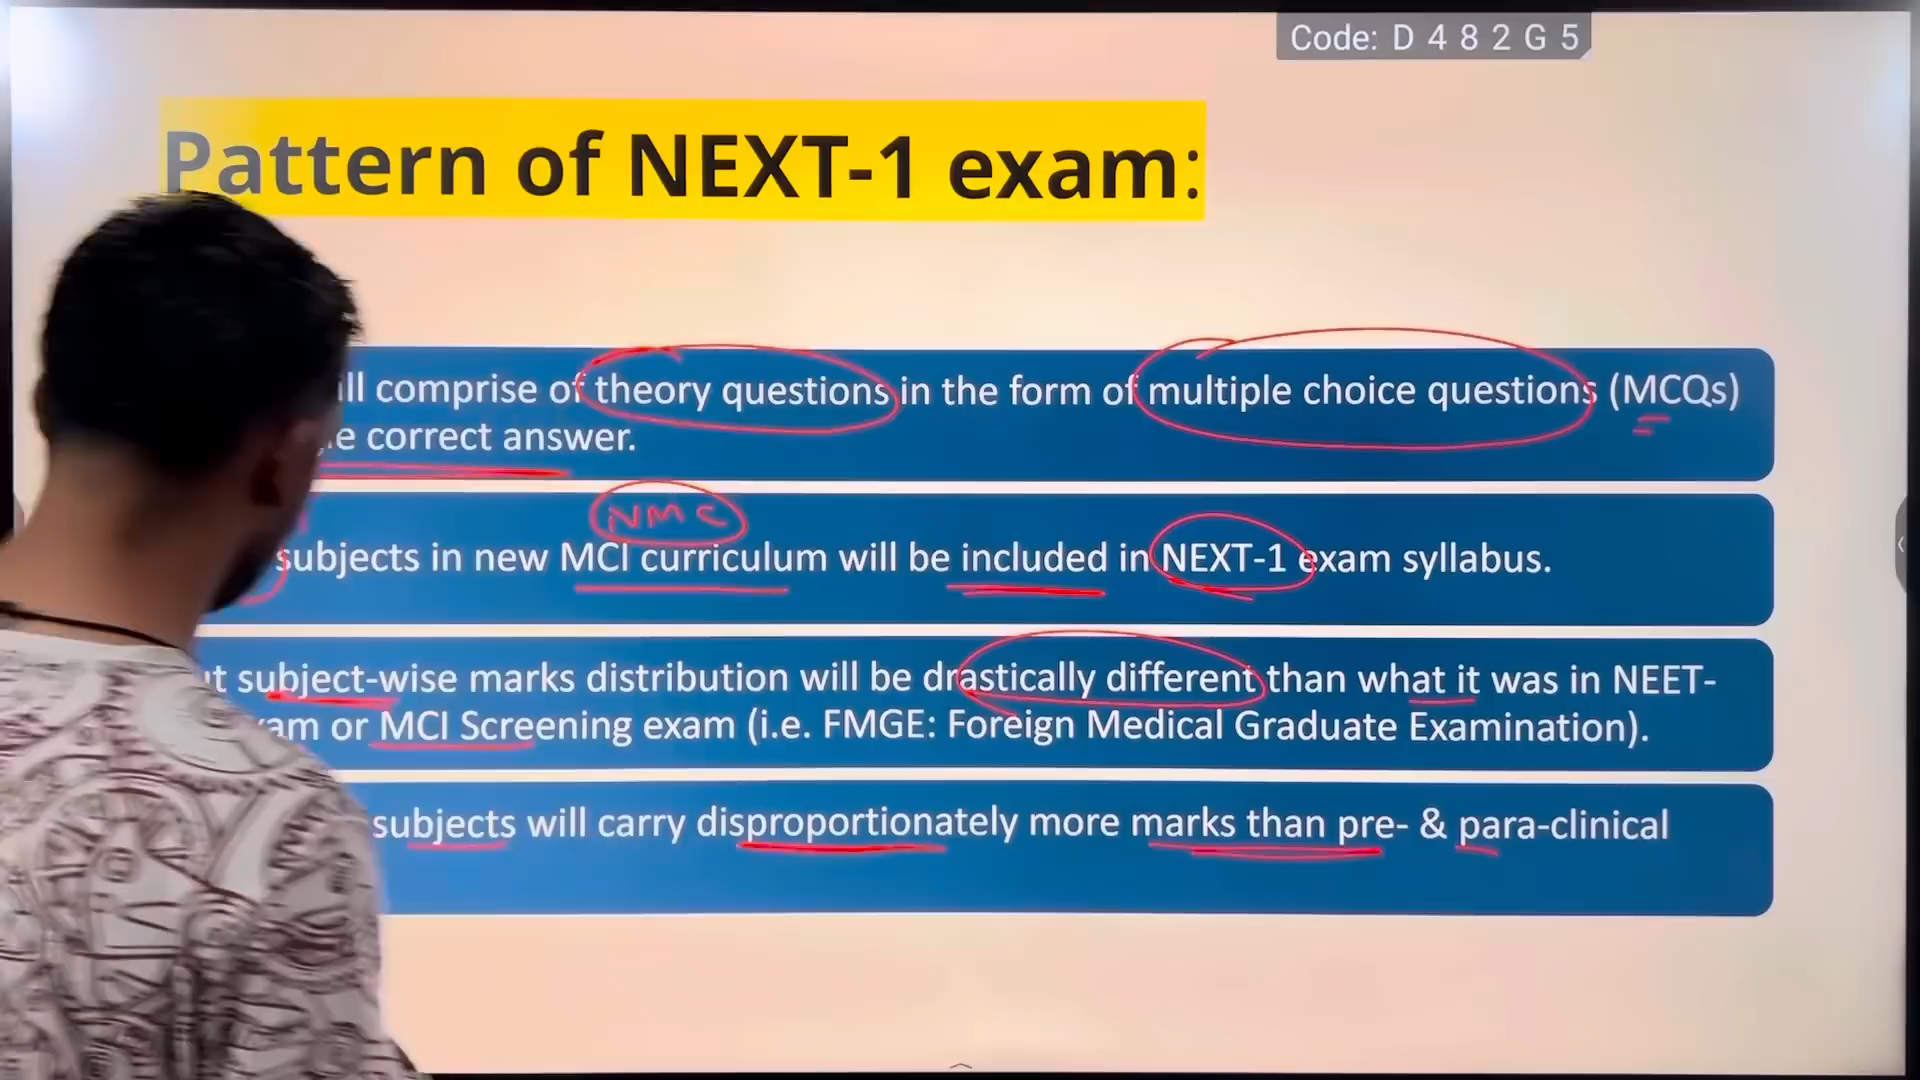 Code: D 4 8 2 G 5
Pattern of NEXT-1 exam:
comprise of theory questions in the form of multiple choice questions (MCQs)
correct answer.
NMC
subjects in new MCI curriculum will be included in NEXT-1 exam syllabus.
subject-wise marks distribution will be drastically different than what it was in NEET-
or MCI Screening exam (i.e. FMGE: Foreign Medical Graduate Examination).
subjects will carry disproportionately more marks than pre- & para-clinical